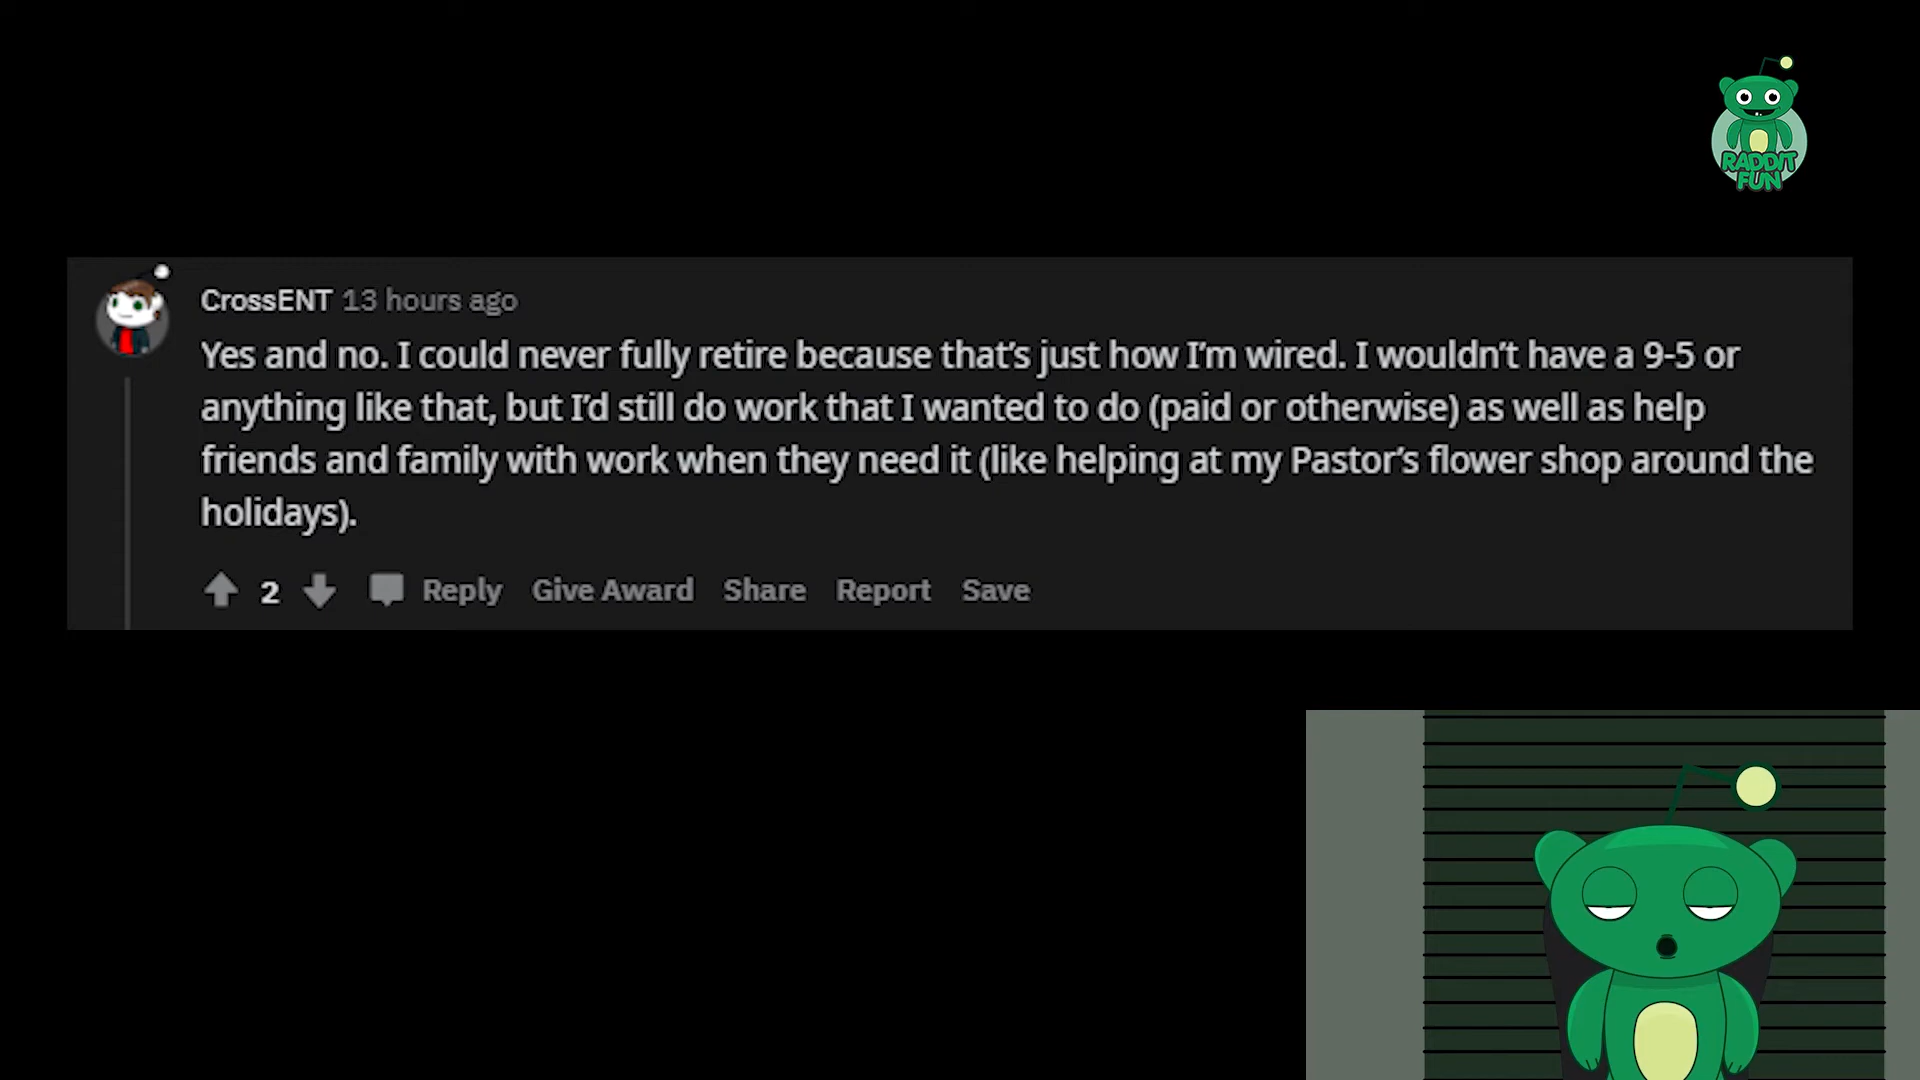 RADDIT
FUN
CrossENT 13 hours ago
Yes and no. I could never fully retire because that’s just how I’m wired. I wouldn’t have a 9-5 or
anything like that, but I’d still do work that I wanted to do (paid or otherwise) as well as help
friends and family with work when they need it (like helping at my Pastor’s flower shop around the
holidays).
2 Reply Give Award Share Report Save